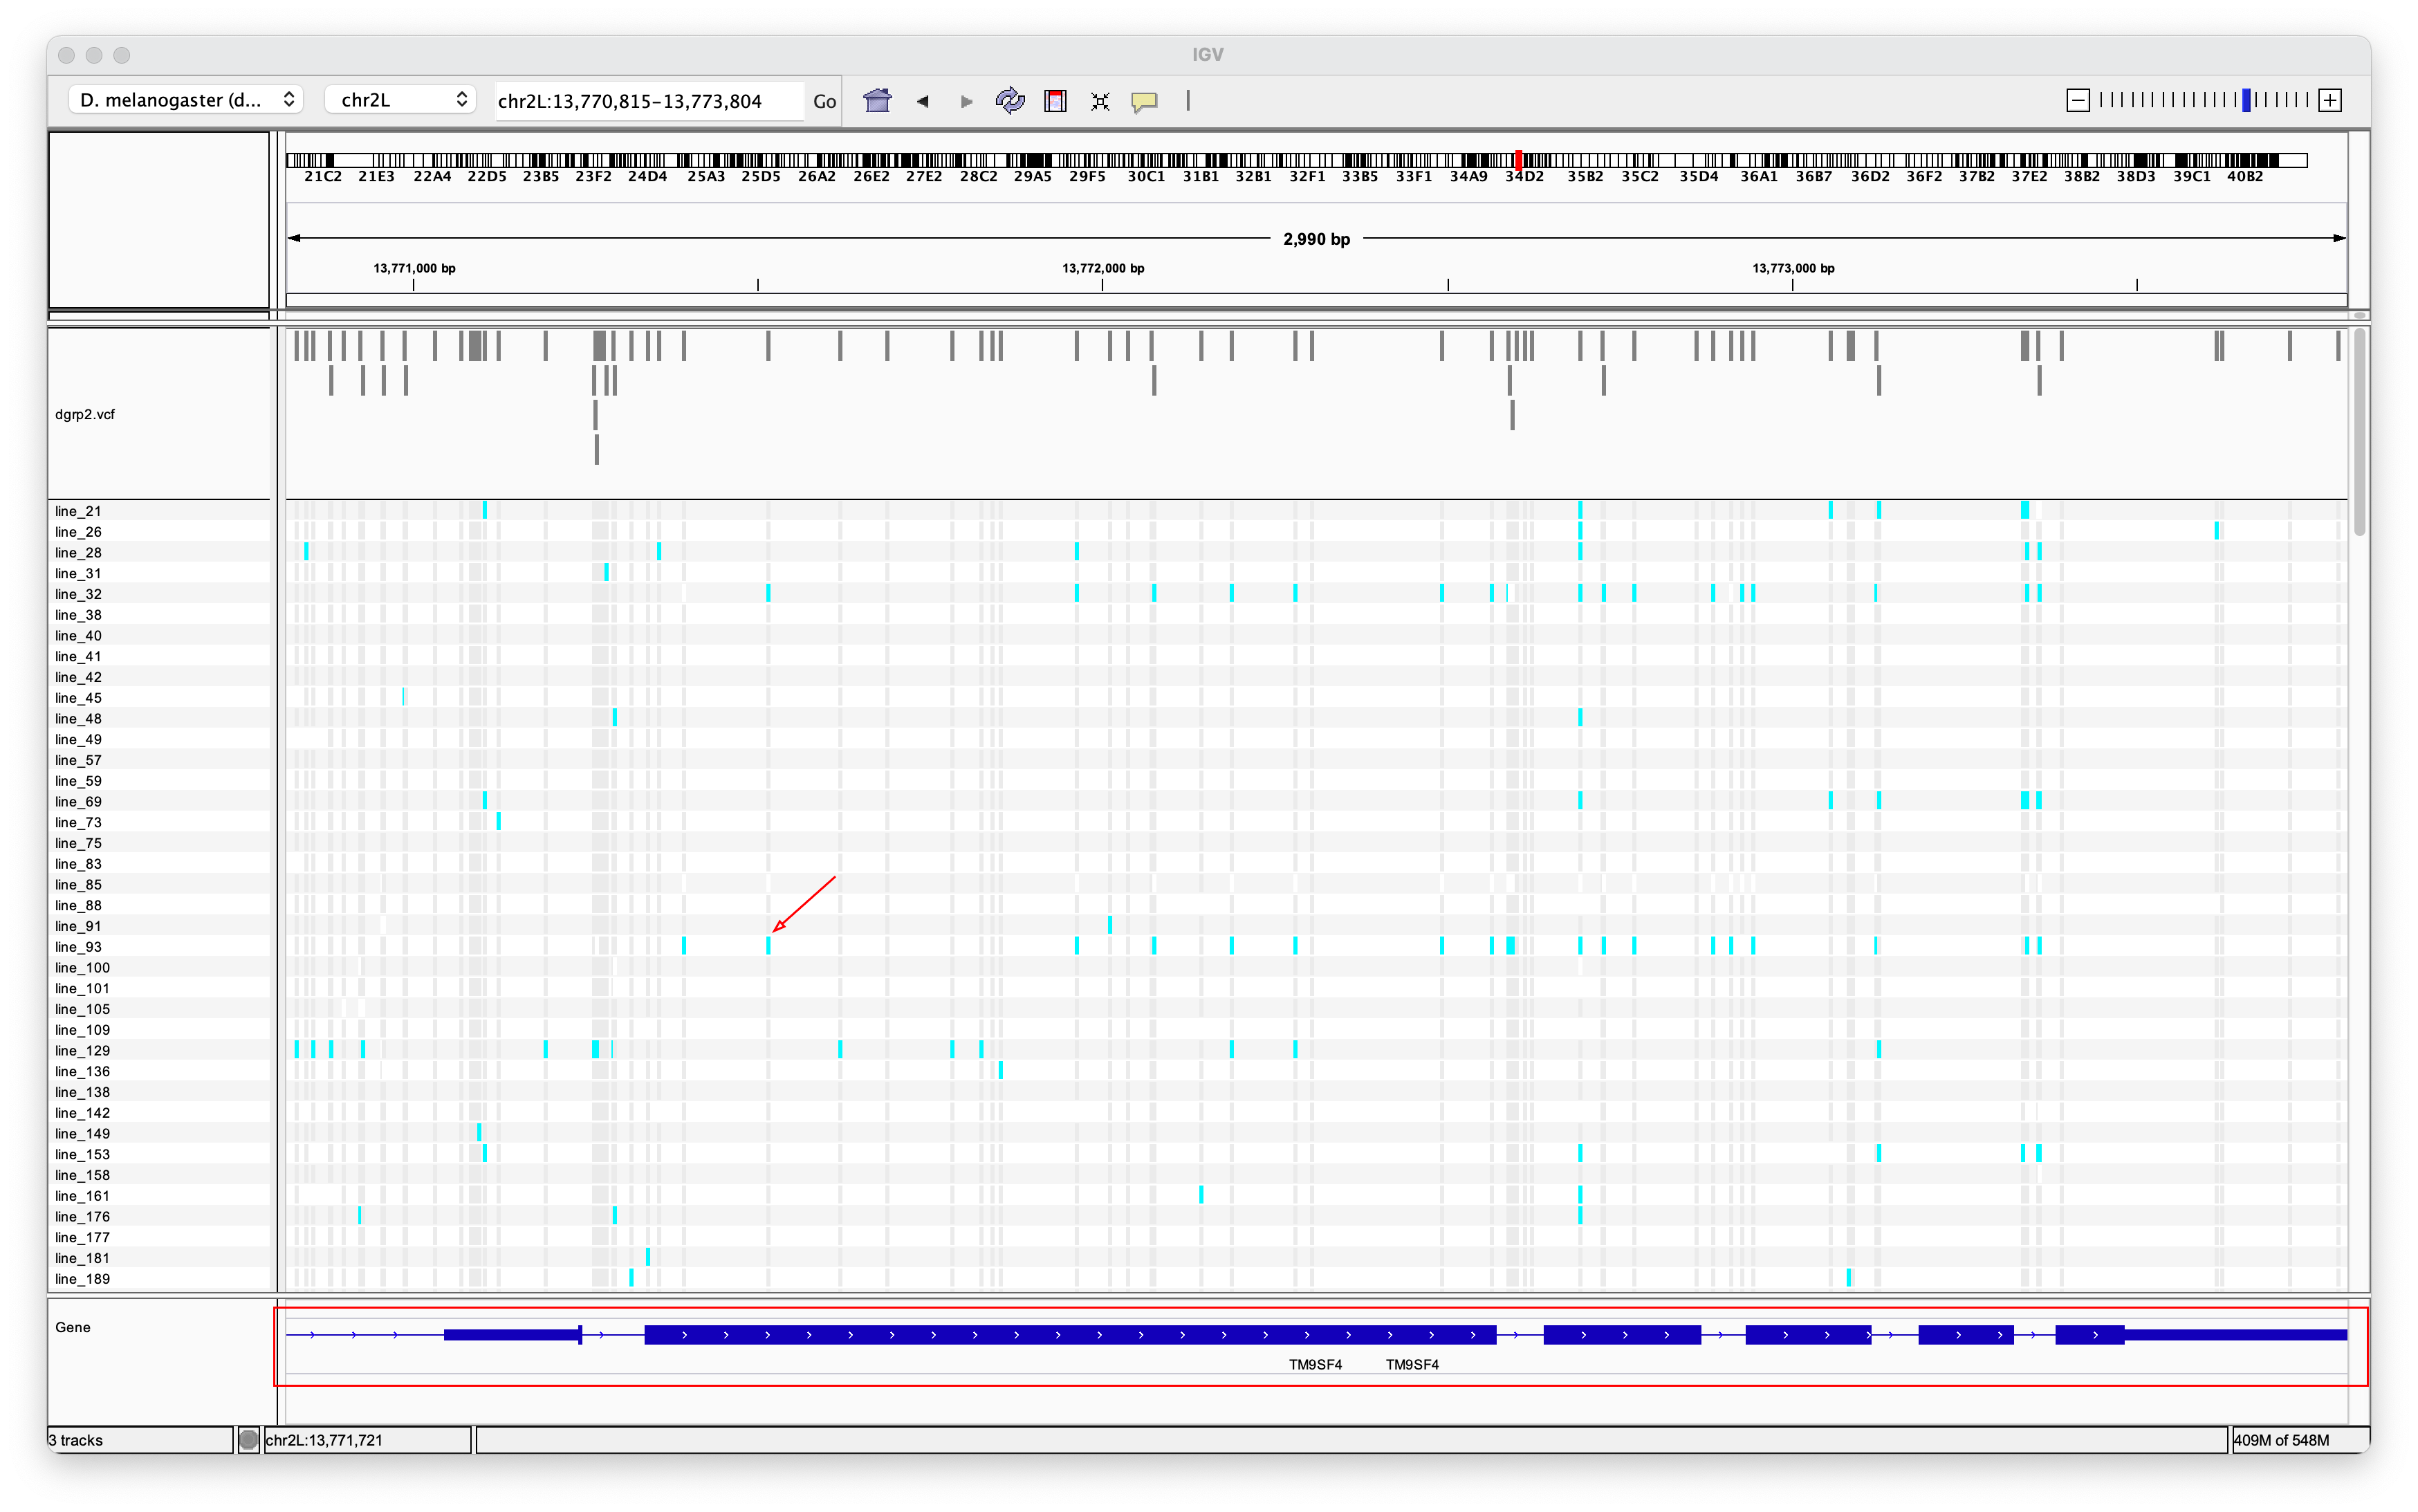 IGV
D. melanogaster (d... chr2L chr2L:13,770,815-13,773,804 Go
21C2 21E3 22A4 22D5 23B5 23F2 24D4 25A3 25D5 26A2 26E2 27E2 28C2 29A5 29F5 30C1 31B1 32B1 32F1 33B5 33F1 34A9 34D2 35B2 35C2 35D4 36A1 36B7 36D2 36F2 37B2 37E2 38B2 38D3 39C1 40B2
2,990 bp
13,771,000 bp 13,772,000 bp 13,773,000 bp
dgrp2.vcf
line_21
line_26
line_28
line_31
line_32
line_38
line_40
line_41
line_42
line_45
line_48
line_49
line_57
line_59
line_69
line_73
line_75
line_83
line_85
line_88
line_91
line_93
line_100
line_101
line_105
line_109
line_129
line_136
line_138
line_142
line_149
line_153
line_158
line_161
line_176
line_177
line_181
line_189
Gene
TM9SF4 TM9SF4
3 tracks chr2L:13,771,721 409M of 548M